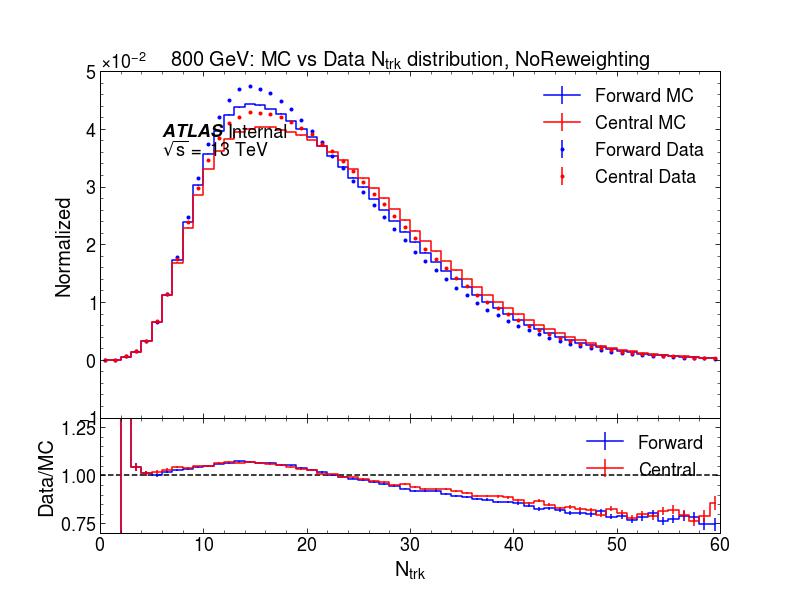 ×10−2
800 GeV: MC vs Data Ntrk distribution, NoReweighting
5
4
3
2
1
0
−1
Normalized
ATLAS Internal
√s = 13 TeV
Forward MC
Central MC
Forward Data
Central Data
1.25
1.00
0.75
Data/MC
Forward
Central
0 10 20 30 40 50 60
Ntrk